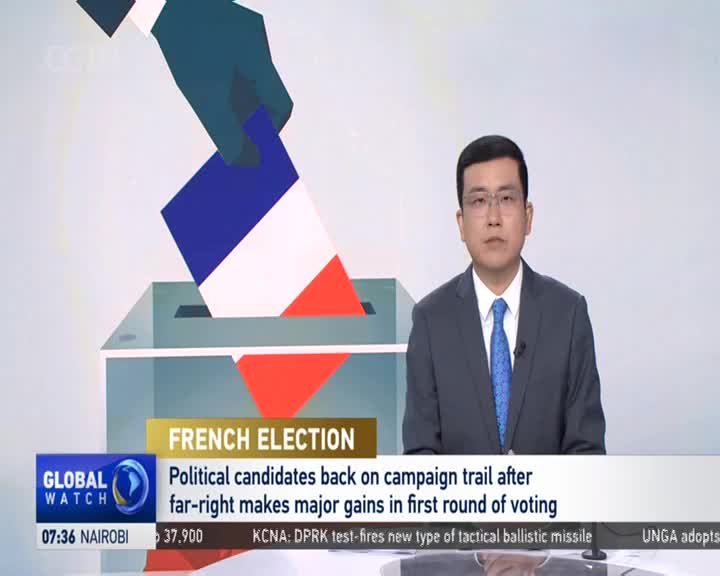 CGTN
FRENCH ELECTION
Political candidates back on campaign trail after
far-right makes major gains in first round of voting
GLOBAL
WATCH
07:36 NAIROBI
37,900 KCNA: DPRK test-fires new type of tactical ballistic missile UNGA adopts